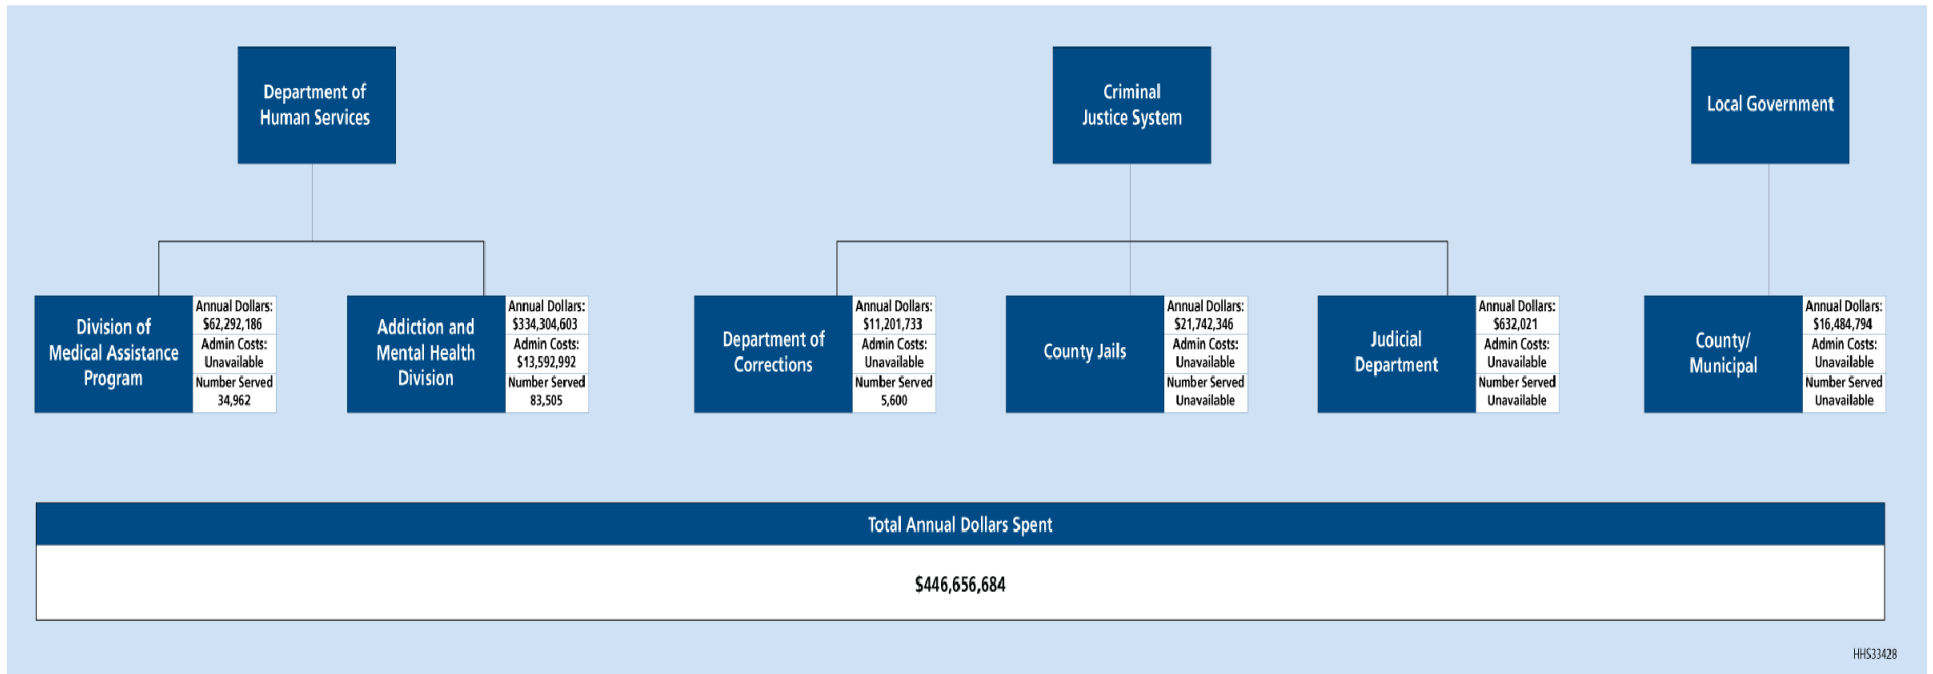 Department of
Human Services
Criminal
Justice System
Local Government
Division of
Medical Assistance
Program
Annual Dollars:
$62,292,186
Admin Costs:
Unavailable
Number Served
34,962
Addiction and
Mental Health
Division
Annual Dollars:
$334,304,603
Admin Costs:
$13,592,992
Number Served
83,505
Department of
Corrections
Annual Dollars:
$11,201,733
Admin Costs:
Unavailable
Number Served
5,600
County Jails
Annual Dollars:
$21,742,346
Admin Costs:
Unavailable
Number Served
Unavailable
Judicial
Department
Annual Dollars:
$632,021
Admin Costs:
Unavailable
Number Served
Unavailable
County/
Municipal
Annual Dollars:
$16,484,794
Admin Costs:
Unavailable
Number Served
Unavailable
Total Annual Dollars Spent
$446,656,684
HHS33428